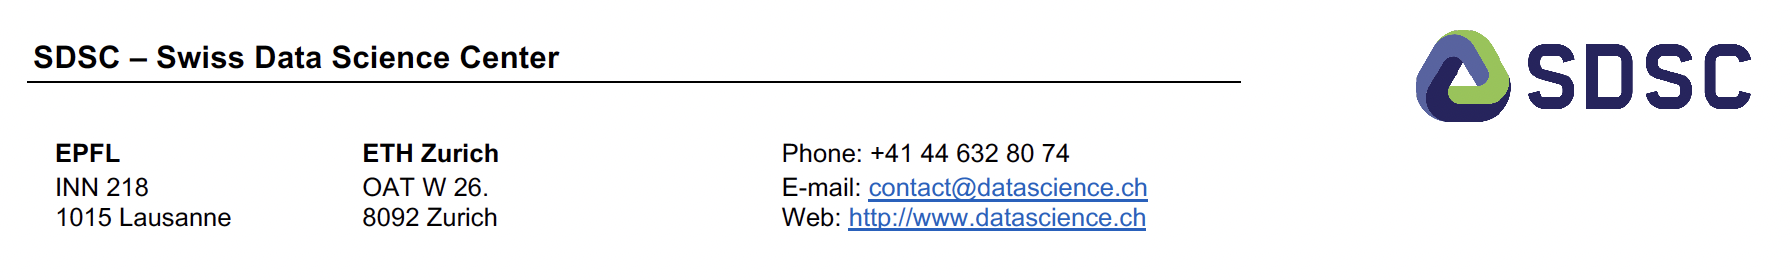 SDSC – Swiss Data Science Center
SDSC
EPFL
INN 218
1015 Lausanne
ETH Zurich
OAT W 26.
8092 Zurich
Phone: +41 44 632 80 74
E-mail: contact@datascience.ch
Web: http://www.datascience.ch